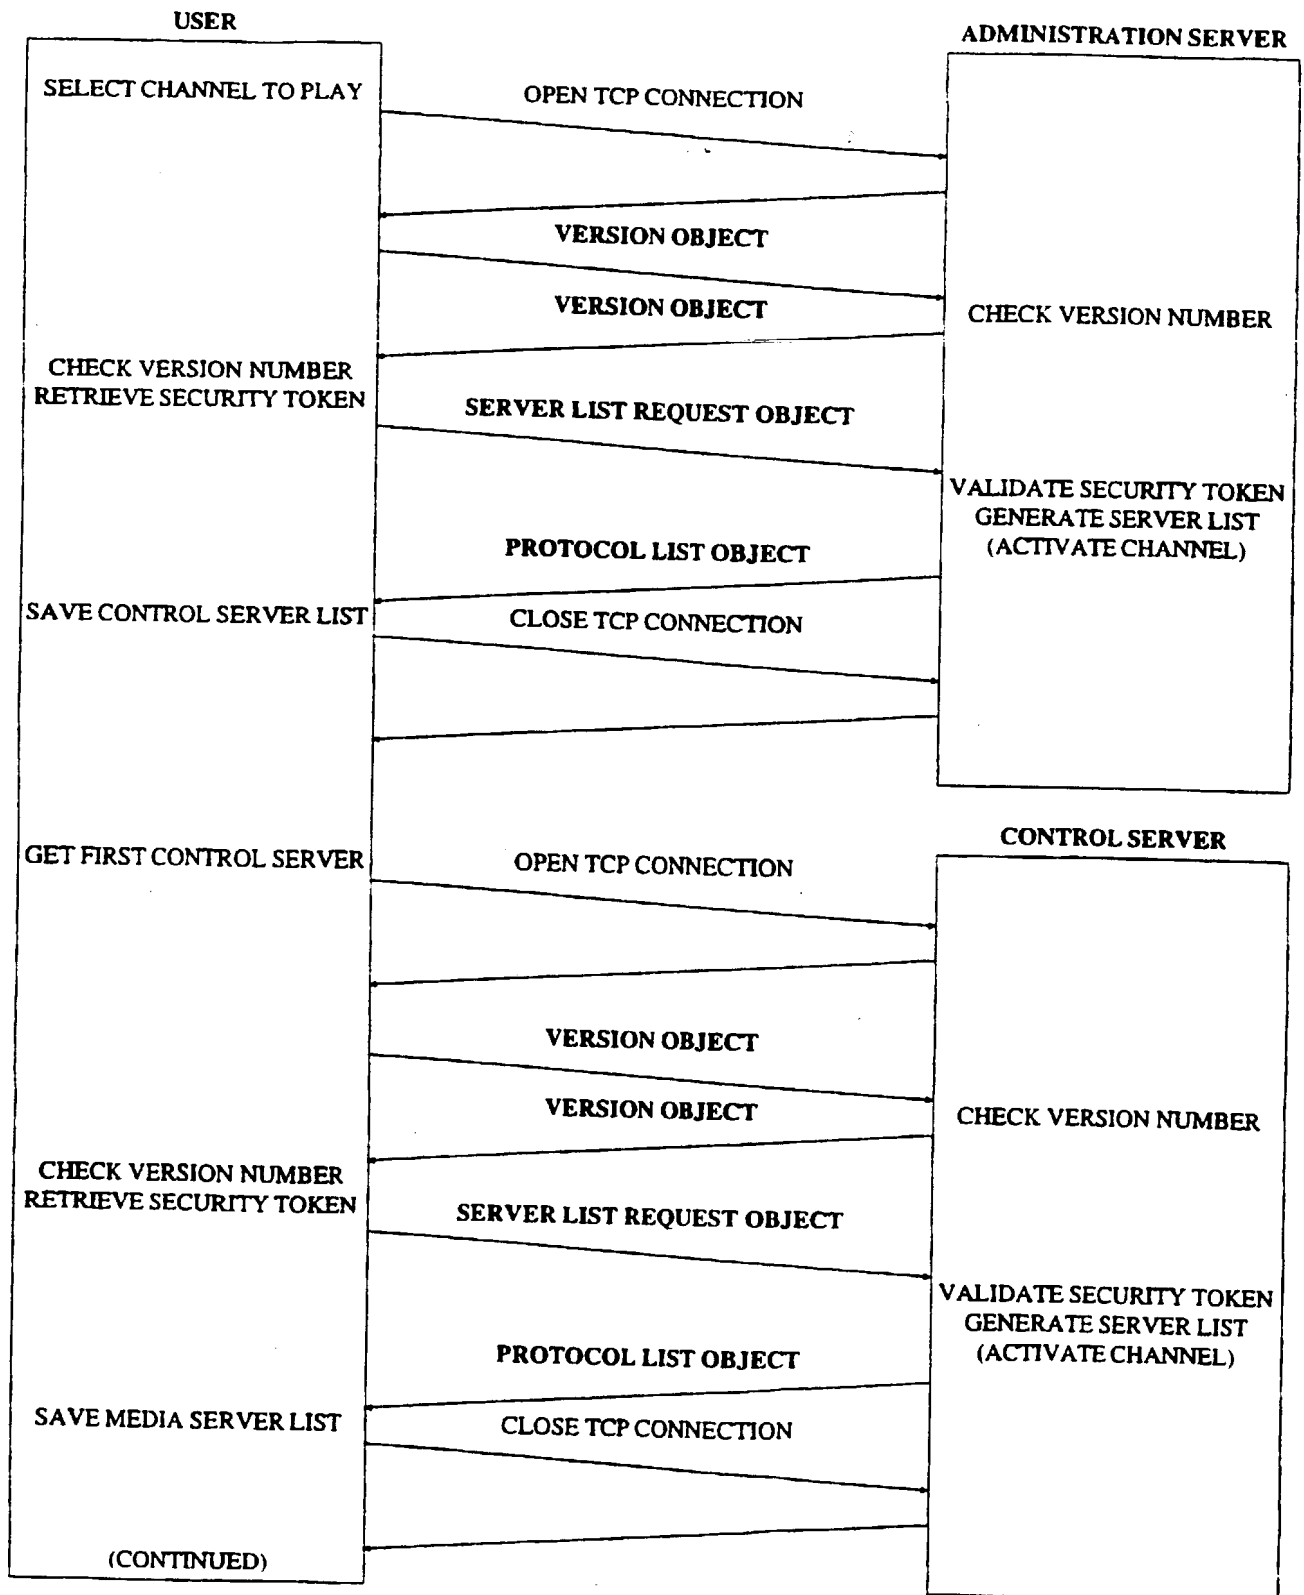 USER
ADMINISTRATION SERVER
SELECT CHANNEL TO PLAY
OPEN TCP CONNECTION
VERSION OBJECT
VERSION OBJECT
CHECK VERSION NUMBER
CHECK VERSION NUMBER
RETRIEVE SECURITY TOKEN
SERVER LIST REQUEST OBJECT
VALIDATE SECURITY TOKEN
GENERATE SERVER LIST
(ACTIVATE CHANNEL)
PROTOCOL LIST OBJECT
SAVE CONTROL SERVER LIST
CLOSE TCP CONNECTION
CONTROL SERVER
GET FIRST CONTROL SERVER
OPEN TCP CONNECTION
VERSION OBJECT
VERSION OBJECT
CHECK VERSION NUMBER
CHECK VERSION NUMBER
RETRIEVE SECURITY TOKEN
SERVER LIST REQUEST OBJECT
VALIDATE SECURITY TOKEN
GENERATE SERVER LIST
(ACTIVATE CHANNEL)
PROTOCOL LIST OBJECT
SAVE MEDIA SERVER LIST
CLOSE TCP CONNECTION
(CONTINUED)